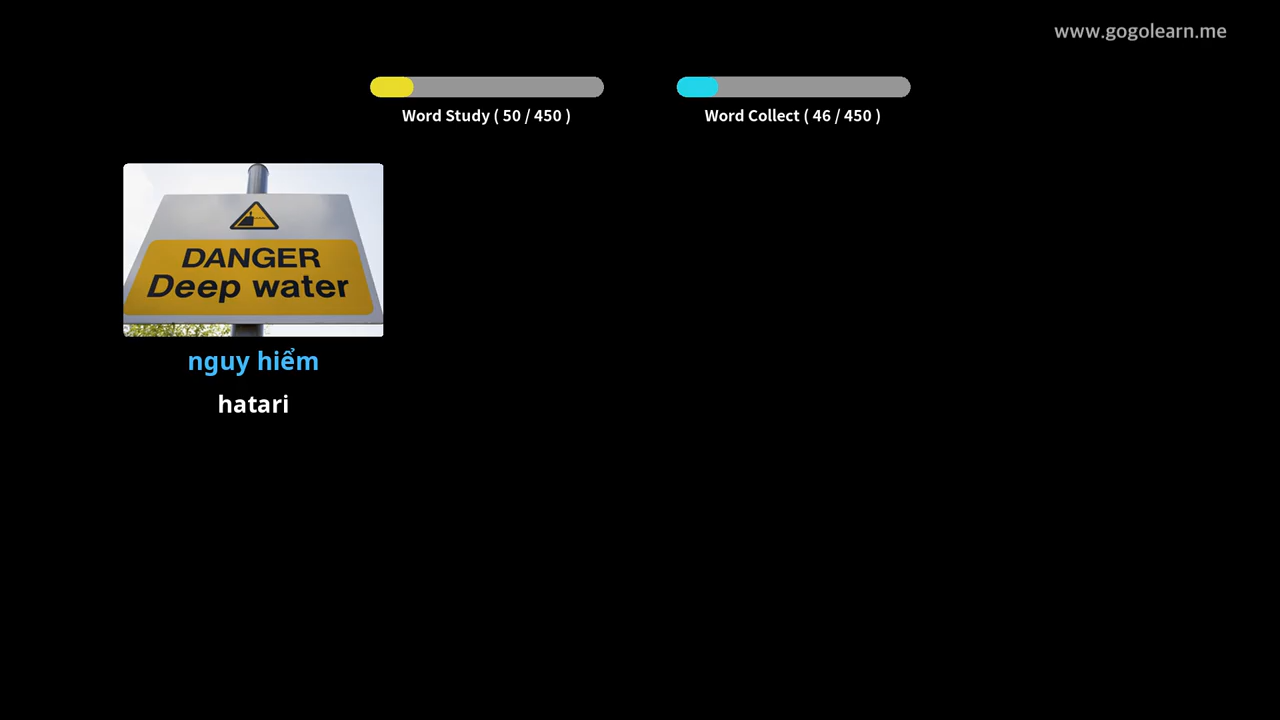 www.gogolearn.me
Word Study ( 50 / 450 )
Word Collect ( 46 / 450 )
DANGER
Deep water
nguy hiểm
hatari